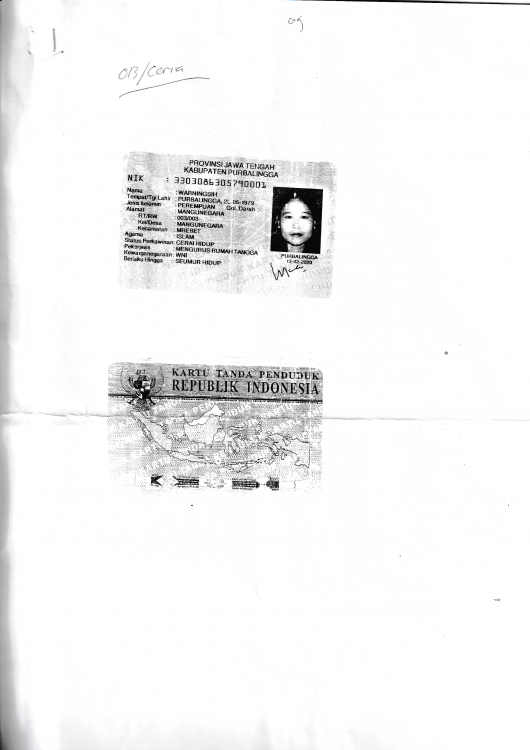 1.
OB/Cersa
PROVINSI JAWA TENGAH
KABUPATEN PURBALINGGA
NIK : 3303086305790001
Nama : WARNINGSIH
Tempat/Tgl Lahir : PURBALINGGA, 05-1979
Jenis kelamin : PEREMPUAN Gol. Darah
Alamat : MANGUNEGARA
RT/RW : 003/003
Kel/Desa : MANGUNEGARA
Kecamatan : MREBET
Agama : ISLAM
Status Perkawinan: CERAI HIDUP
Pekerjaan : MENGURUS RUMAH TANGGA
Kewarganegaraan: WNI
Berlaku Hingga : SEUMUR HIDUP
PURBALINGGA
12-02-2020
KARTU TANDA PENDUDUK
REPUBLIK INDONESIA